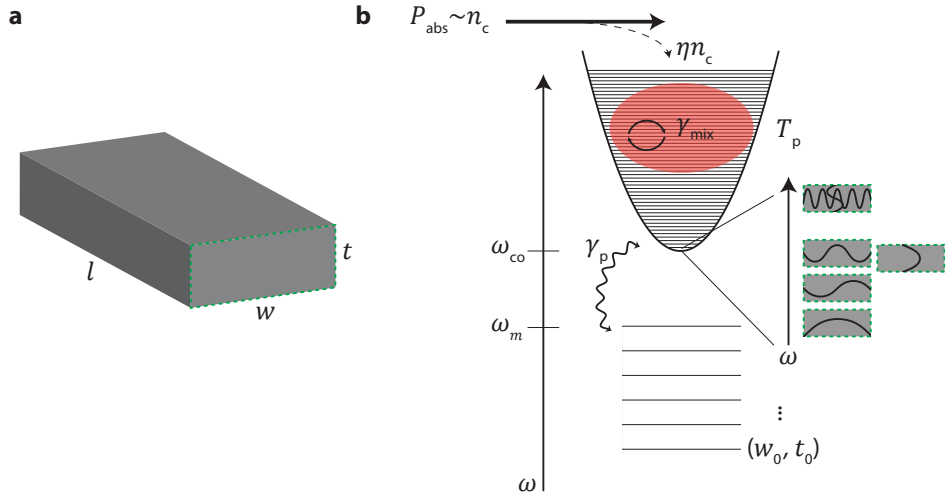 a
l
w
t
b
P_abs~n_c
ηn_c
γ_mix
T_p
ω_co
γ_p
ω_m
ω
ω
⋮
(w_0, t_0)